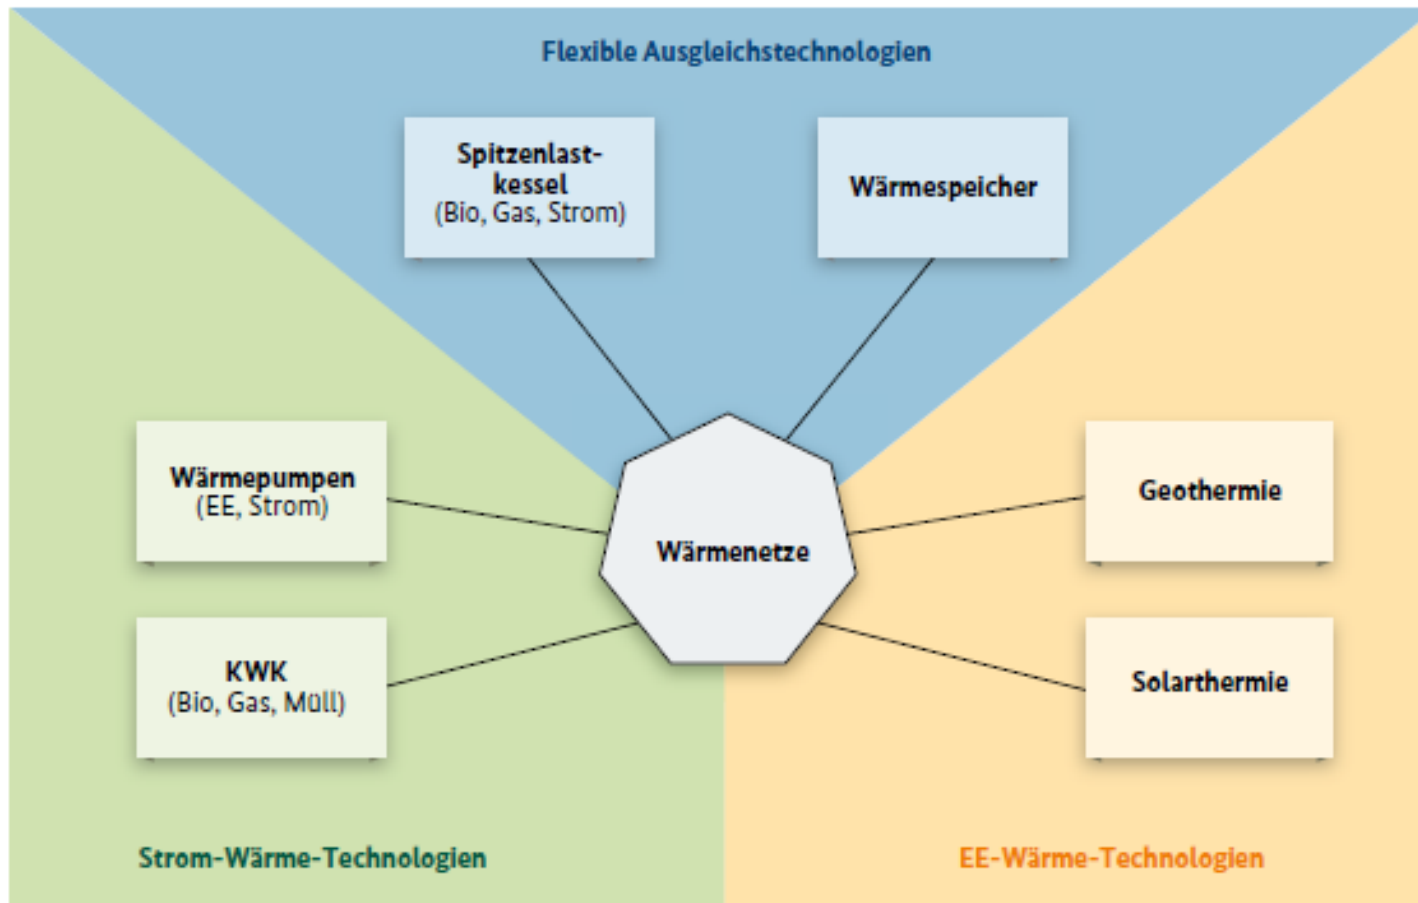 Flexible Ausgleichstechnologien
Spitzenlast-
kessel
(Bio, Gas, Strom)
Wärmespeicher
Wärmepumpen
(EE, Strom)
Wärmenetze
Geothermie
KWK
(Bio, Gas, Müll)
Solarthermie
Strom-Wärme-Technologien
EE-Wärme-Technologien